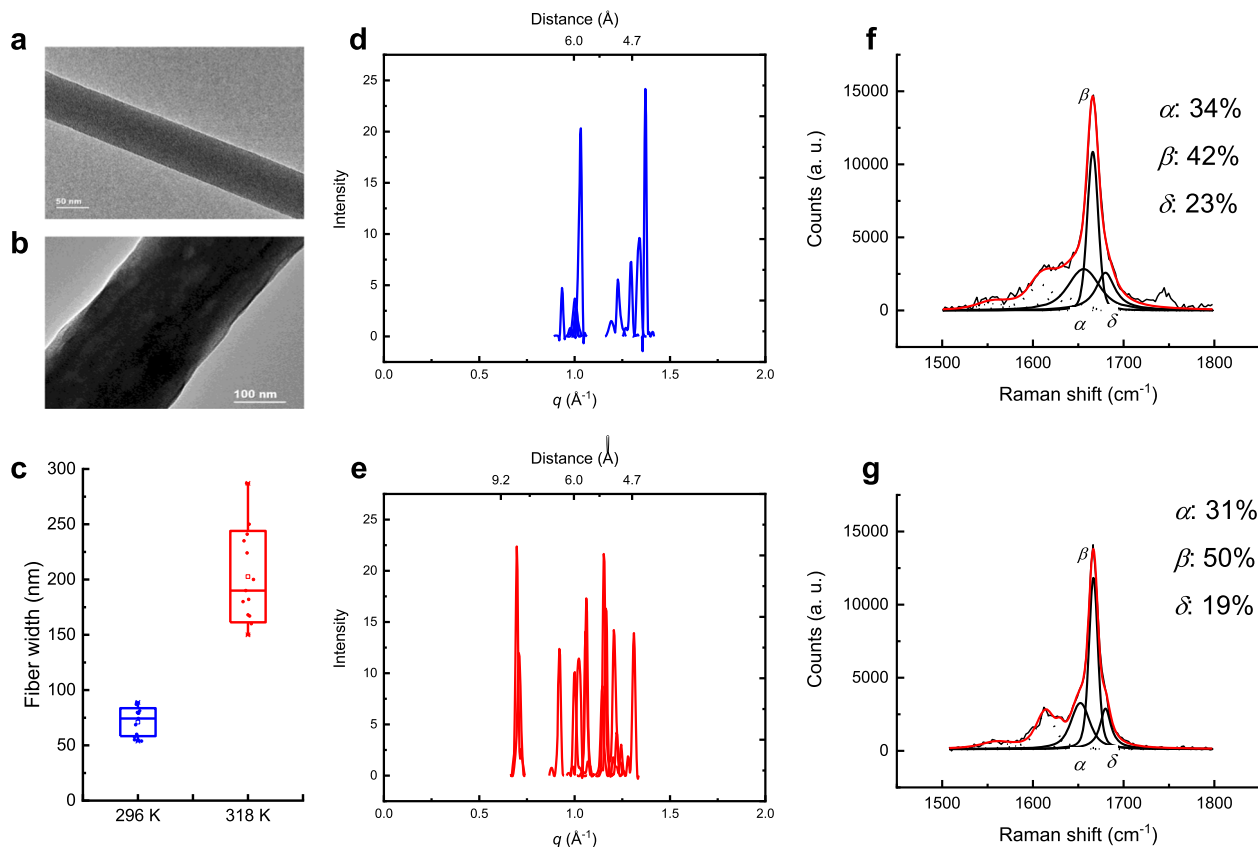 a
50 nm
b
100 nm
c
300
250
200
150
100
50
0
Fiber width (nm)
296 K
318 K
d
Distance (Å)
6.0
4.7
25
20
15
10
5
0
Intensity
0.0
0.5
1.0
1.5
2.0
q (Å⁻¹)
e
Distance (Å)
9.2
6.0
4.7
25
20
15
10
5
0
Intensity
0.0
0.5
1.0
1.5
2.0
q (Å⁻¹)
f
15000
10000
5000
0
Counts (a. u.)
β
α
δ
α: 34%
β: 42%
δ: 23%
1500
1600
1700
1800
Raman shift (cm⁻¹)
g
15000
10000
5000
0
Counts (a. u.)
β
α
δ
α: 31%
β: 50%
δ: 19%
1500
1600
1700
1800
Raman shift (cm⁻¹)